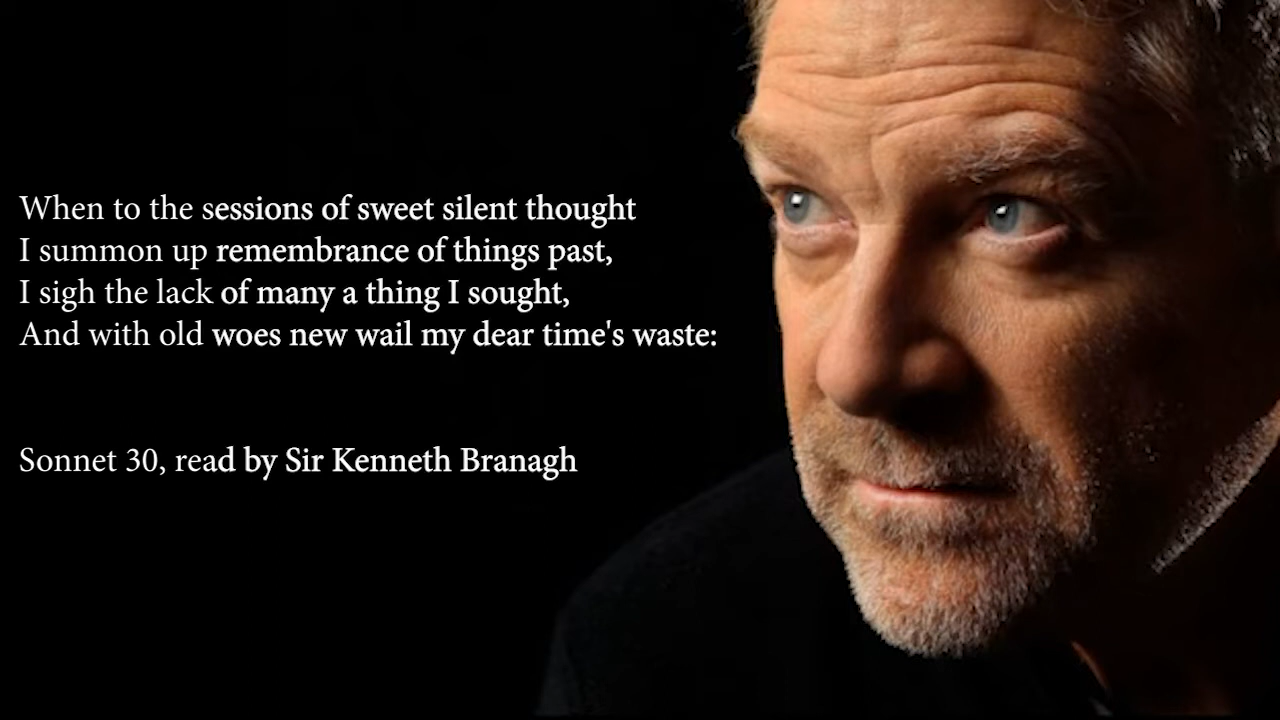 When to the sessions of sweet silent thought
I summon up remembrance of things past,
I sigh the lack of many a thing I sought,
And with old woes new wail my dear time's waste:
Sonnet 30, read by Sir Kenneth Branagh